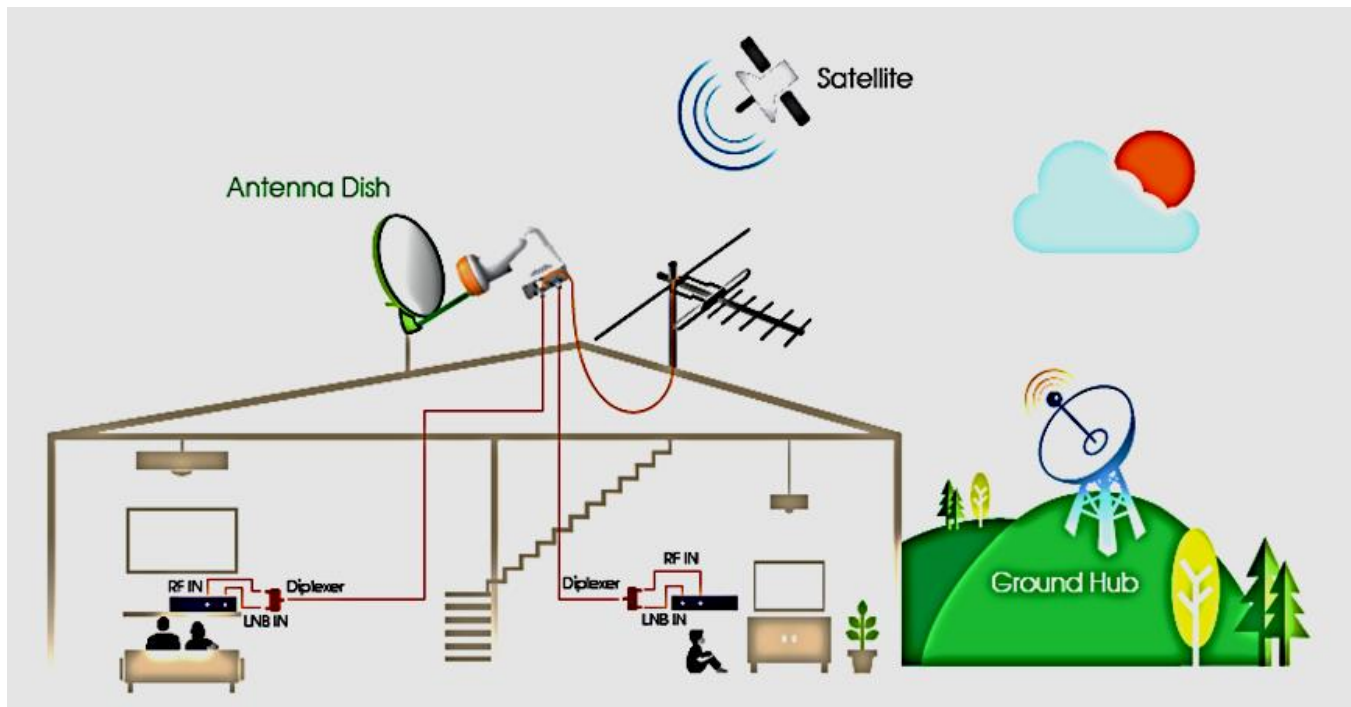 Satellite
Antenna Dish
RF IN
Diplexer
LNB IN
RF IN
Diplexer
LNB IN
Ground Hub